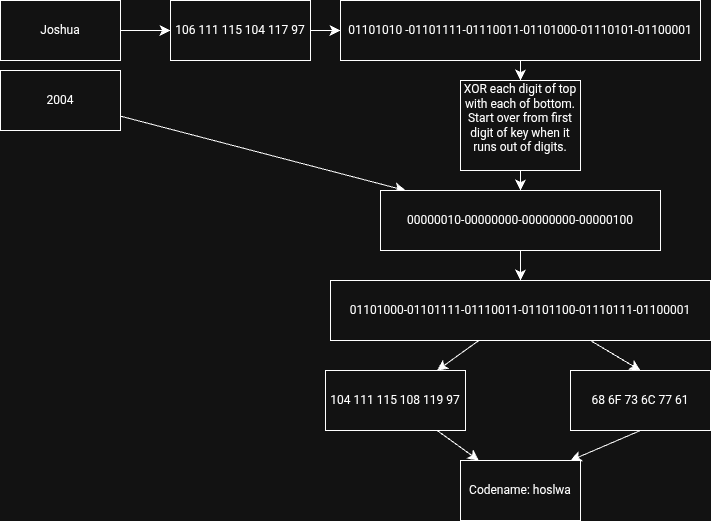 Joshua
106 111 115 104 117 97
01101010 -01101111-01110011-01101000-01110101-01100001
2004
XOR each digit of top
with each of bottom.
Start over from first
digit of key when it
runs out of digits.
00000010-00000000-00000000-00000100
01101000-01101111-01110011-01101100-01110111-01100001
104 111 115 108 119 97
68 6F 73 6C 77 61
Codename: hoslwa